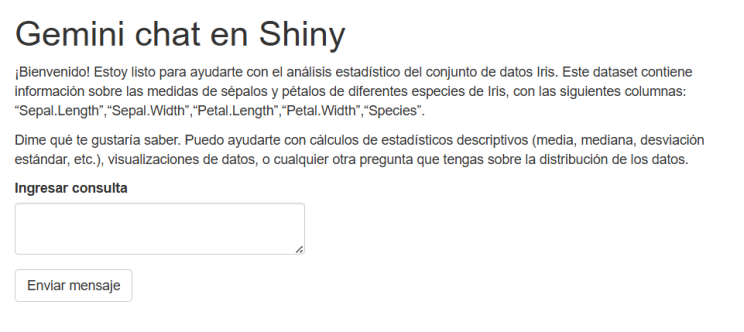 Gemini chat en Shiny
¡Bienvenido! Estoy listo para ayudarte con el análisis estadístico del conjunto de datos Iris. Este dataset contiene
información sobre las medidas de sépalos y pétalos de diferentes especies de Iris, con las siguientes columnas:
“Sepal.Length”,“Sepal.Width”,“Petal.Length”,“Petal.Width”,“Species”.
Dime qué te gustaría saber. Puedo ayudarte con cálculos de estadísticos descriptivos (media, mediana, desviación
estándar, etc.), visualizaciones de datos, o cualquier otra pregunta que tengas sobre la distribución de los datos.
Ingresar consulta
Enviar mensaje